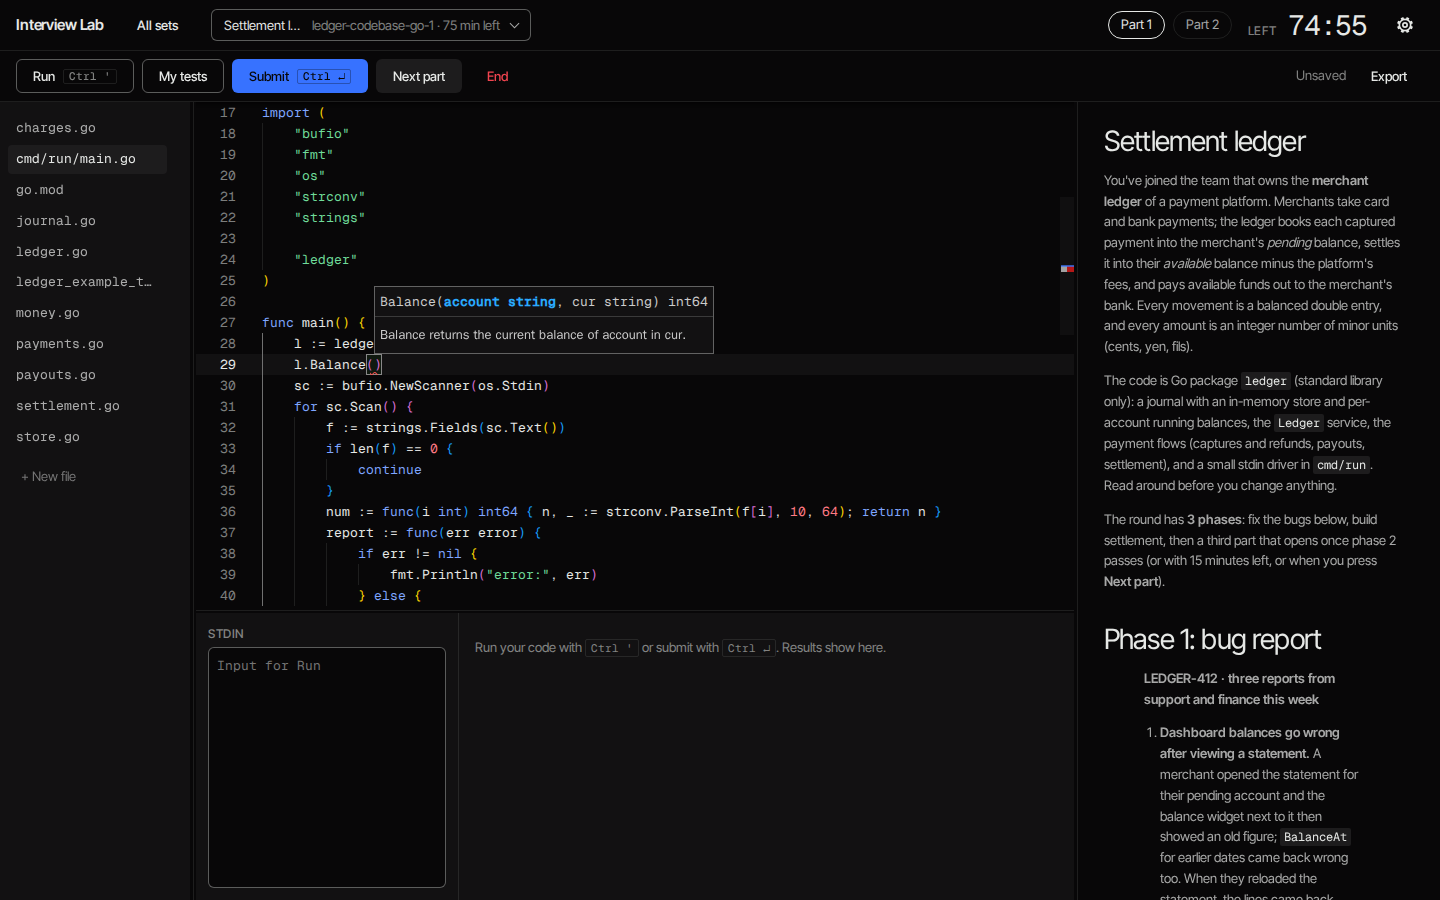 Interview Lab
All sets
Settlement l... ledger-codebase-go-1 · 75 min left
Part 1
Part 2
LEFT 74:55
Run Ctrl '
My tests
Submit Ctrl ↵
Next part
End
Unsaved
Export
charges.go
cmd/run/main.go
go.mod
journal.go
ledger.go
ledger_example_t…
money.go
payments.go
payouts.go
settlement.go
store.go
+ New file
17 import (
18 "bufio"
19 "fmt"
20 "os"
21 "strconv"
22 "strings"
23
24 "ledger"
25 )
26
Balance(account string, cur string) int64
Balance returns the current balance of account in cur.
27 func main() {
28 l := ledge
29 l.Balance()
30 sc := bufio.NewScanner(os.Stdin)
31 for sc.Scan() {
32 f := strings.Fields(sc.Text())
33 if len(f) == 0 {
34 continue
35 }
36 num := func(i int) int64 { n, _ := strconv.ParseInt(f[i], 10, 64); return n }
37 report := func(err error) {
38 if err != nil {
39 fmt.Println("error:", err)
40 } else {
STDIN
Input for Run
Run your code with Ctrl ' or submit with Ctrl ↵. Results show here.
Settlement ledger
You've joined the team that owns the merchant
ledger of a payment platform. Merchants take card
and bank payments; the ledger books each captured
payment into the merchant's pending balance, settles
it into their available balance minus the platform's
fees, and pays available funds out to the merchant's
bank. Every movement is a balanced double entry,
and every amount is an integer number of minor units
(cents, yen, fils).
The code is Go package ledger (standard library
only): a journal with an in-memory store and per-
account running balances, the Ledger service, the
payment flows (captures and refunds, payouts,
settlement), and a small stdin driver in cmd/run.
Read around before you change anything.
The round has 3 phases: fix the bugs below, build
settlement, then a third part that opens once phase 2
passes (or with 15 minutes left, or when you press
Next part).
Phase 1: bug report
LEDGER-412 · three reports from
support and finance this week
1. Dashboard balances go wrong
after viewing a statement. A
merchant opened the statement for
their pending account and the
balance widget next to it then
showed an old figure; BalanceAt
for earlier dates came back wrong
too. When they reloaded the
statement, the lines came back